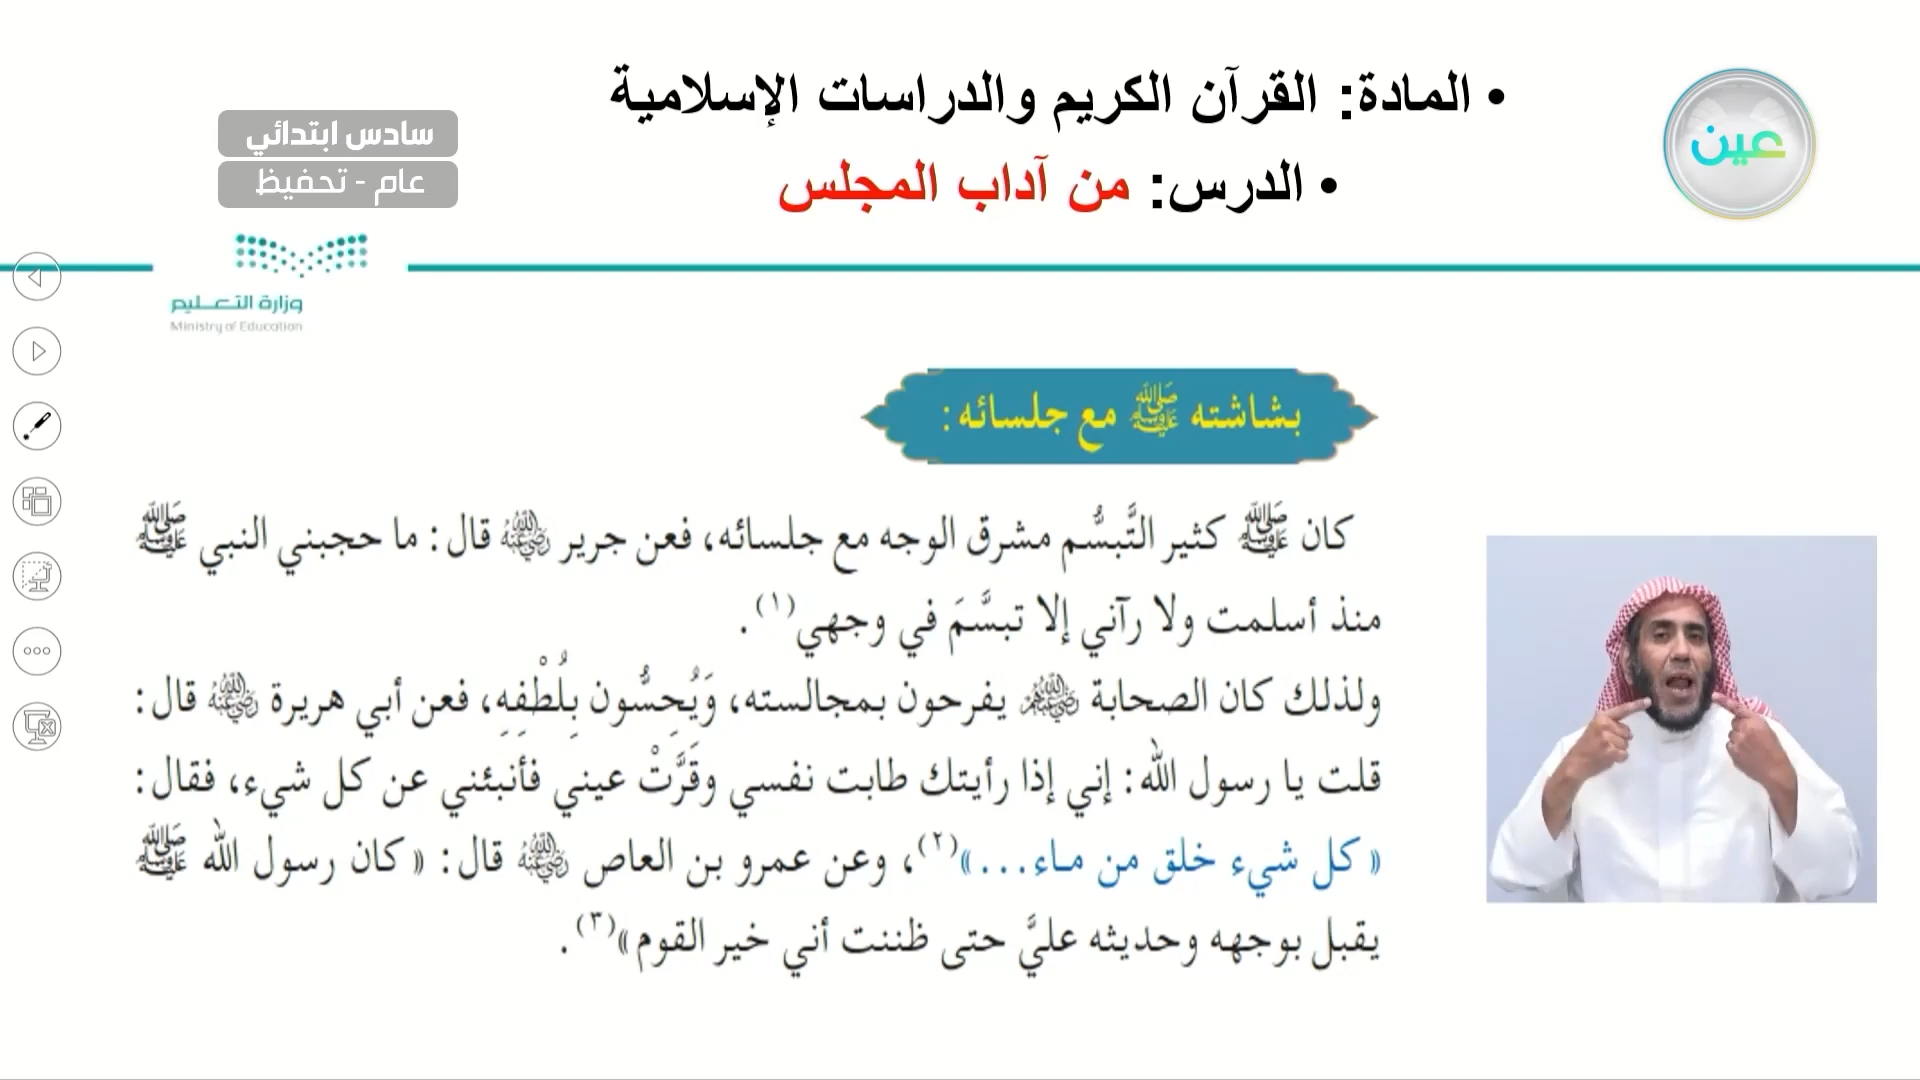 • المادة: القرآن الكريم والدراسات الإسلامية
• الدرس: من آداب المجلس
عين
سادس ابتدائي
عام - تحفيظ
وزارة التعليم
Ministry of Education
بشاشته ﷺ مع جلسائه:
كان ﷺ كثير التَّبسُّم مشرق الوجه مع جلسائه، فعن جرير رضي الله عنه قال: ما حجبني النبي ﷺ
منذ أسلمت ولا رآني إلا تبسَّمَ في وجهي(١).
ولذلك كان الصحابة رضي الله عنهم يفرحون بمجالسته، وَيُحِسُّون بِلُطْفِهِ، فعن أبي هريرة رضي الله عنه قال:
قلت يا رسول الله: إني إذا رأيتك طابت نفسي وقَرَّتْ عيني فأنبئني عن كل شيء، فقال:
«كل شيء خلق من ماء...»(٢)، وعن عمرو بن العاص رضي الله عنه قال: «كان رسول الله ﷺ
يقبل بوجهه وحديثه عليَّ حتى ظننت أني خير القوم»(٣).